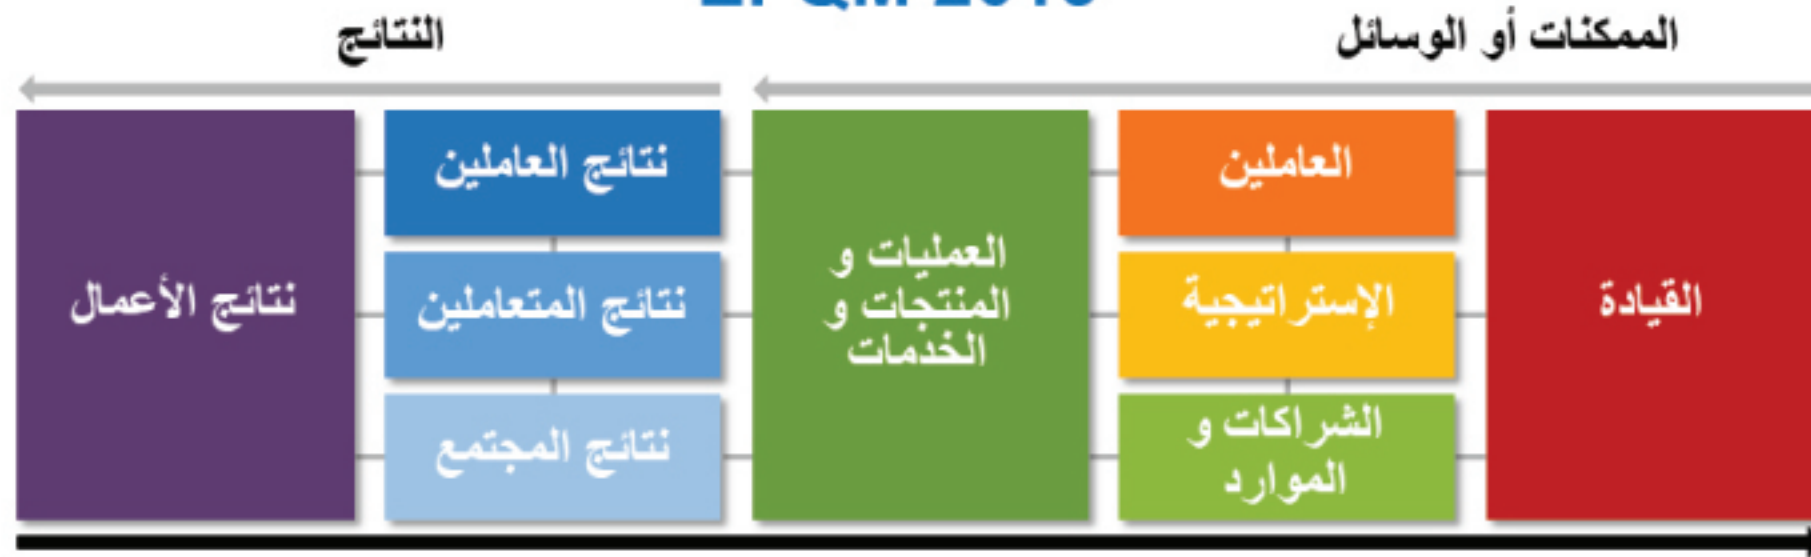 الممكنات أو الوسائل
النتائج
القيادة
العاملين
الإستراتيجية
الشراكات و
الموارد
العمليات و
المنتجات و
الخدمات
نتائج العاملين
نتائج المتعاملين
نتائج المجتمع
نتائج الأعمال